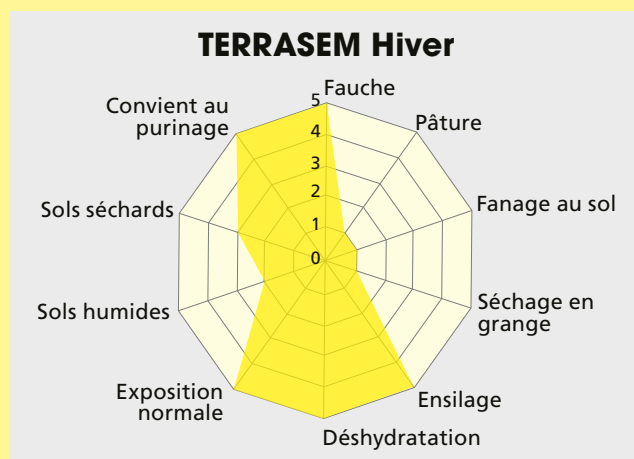 TERRASEM Hiver
Fauche
Pâture
Fanage au sol
Séchage en
grange
Ensilage
Déshydratation
Exposition
normale
Sols humides
Sols séchards
Convient au
purinage
5
4
3
2
1
0